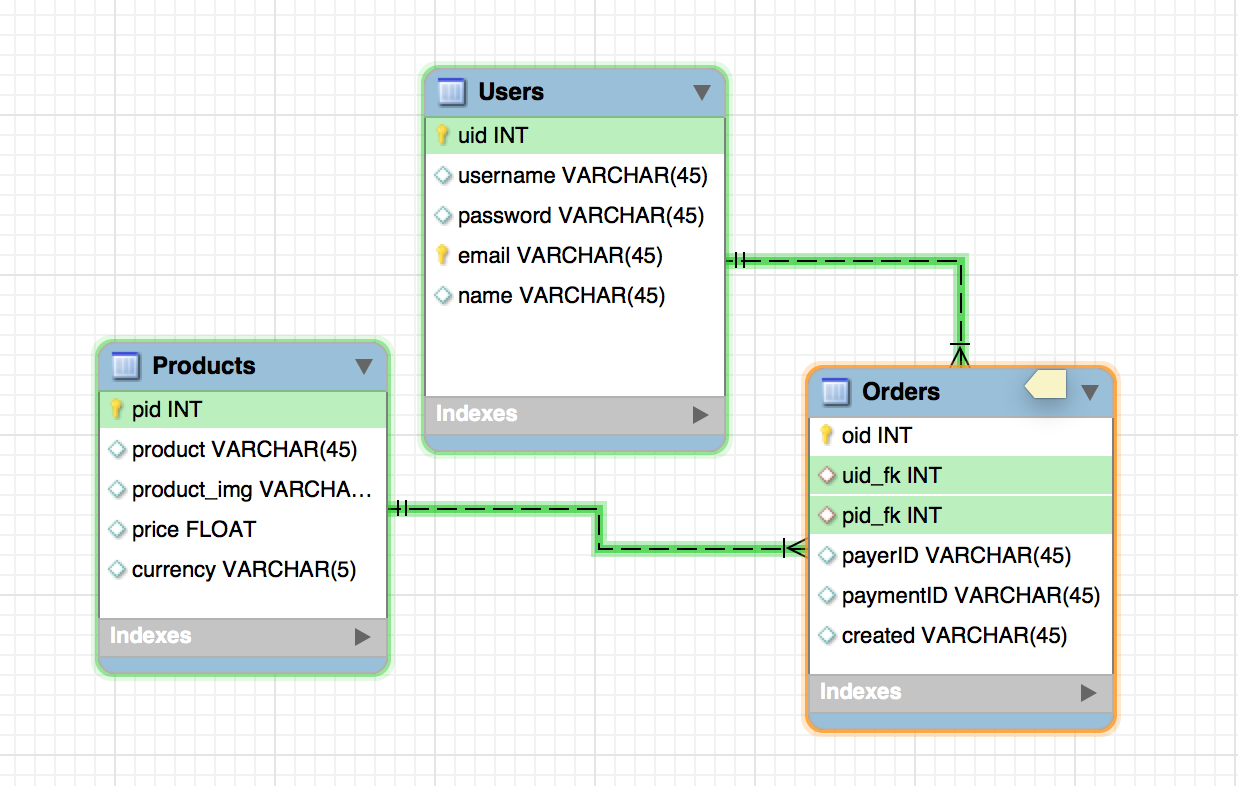 Users
uid INT
username VARCHAR(45)
password VARCHAR(45)
email VARCHAR(45)
name VARCHAR(45)
Indexes
Products
pid INT
product VARCHAR(45)
product_img VARCHA...
price FLOAT
currency VARCHAR(5)
Indexes
Orders
oid INT
uid_fk INT
pid_fk INT
payerID VARCHAR(45)
paymentID VARCHAR(45)
created VARCHAR(45)
Indexes